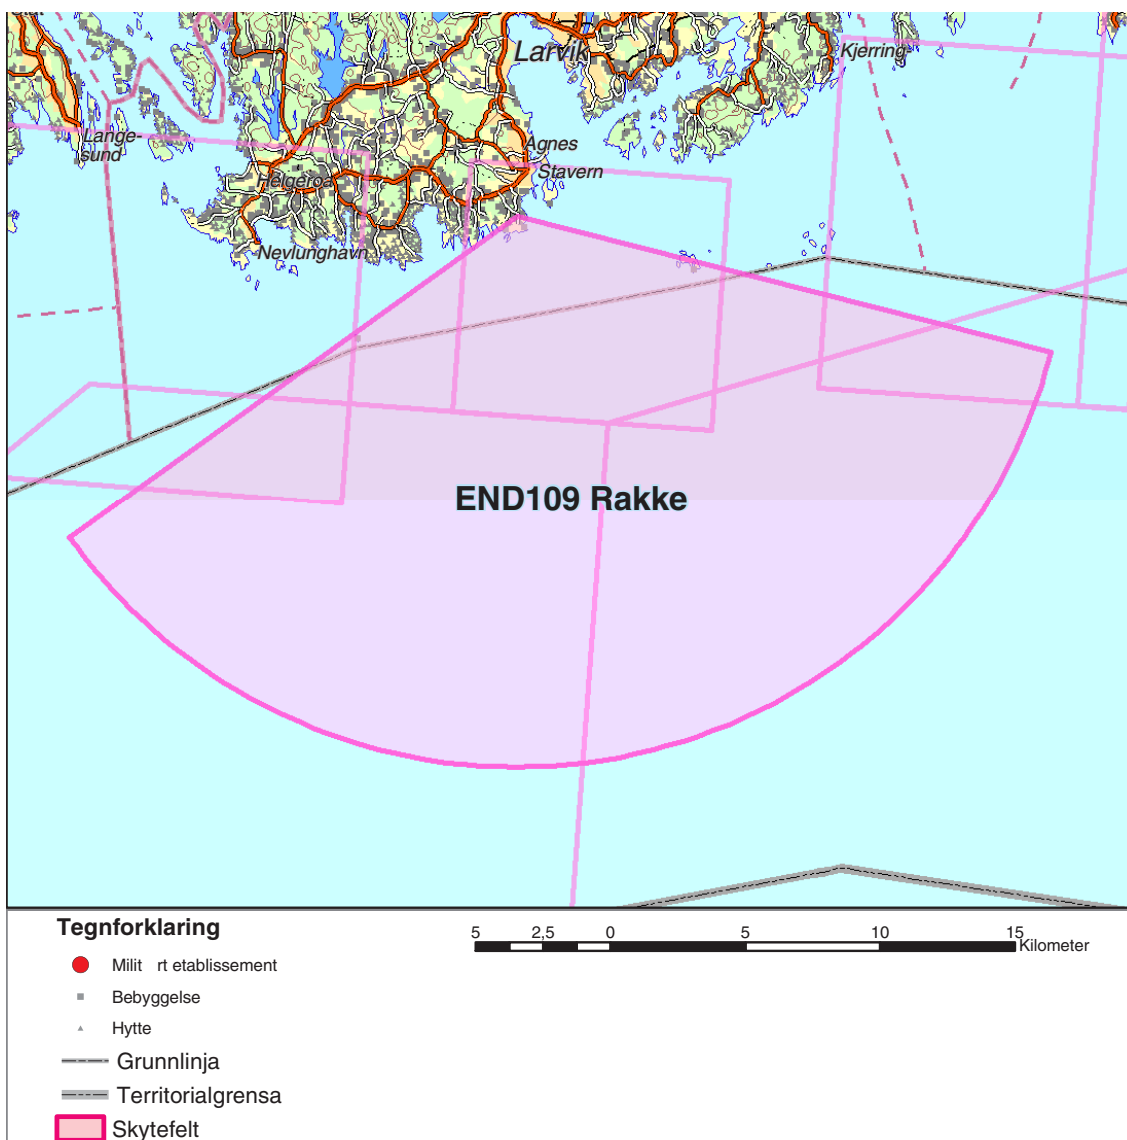 Larvik
Kjerring
Lange-
sund
Agnes
Stavern
Helgeroa
Nevlunghavn
END109 Rakke
Tegnforklaring
5 2,5 0 5 10 15
Kilometer
Milit rt etablissement
Bebyggelse
Hytte
Grunnlinja
Territorialgrensa
Skytefelt